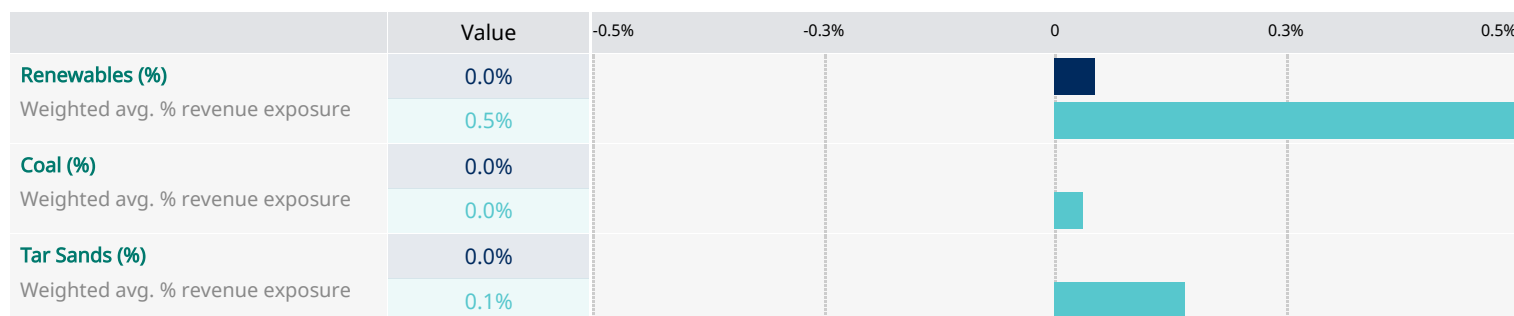 Value -0.5% -0.3% 0 0.3% 0.5%
Renewables (%) 0.0%
Weighted avg. % revenue exposure 0.5%
Coal (%) 0.0%
Weighted avg. % revenue exposure 0.0%
Tar Sands (%) 0.0%
Weighted avg. % revenue exposure 0.1%